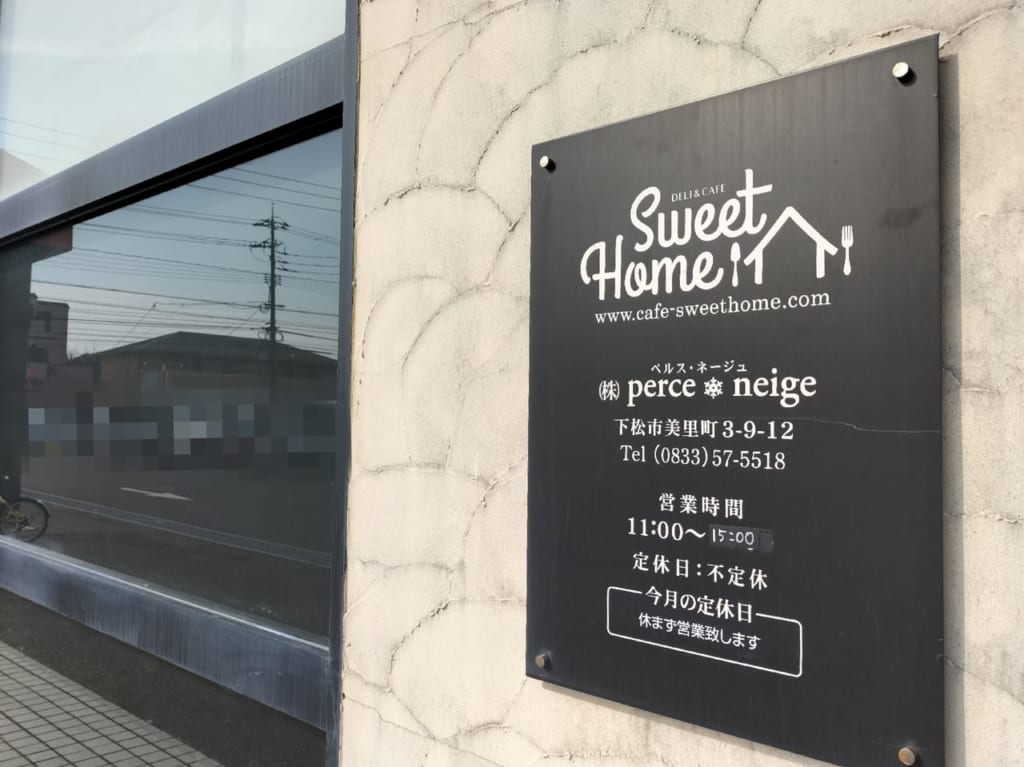 DELI & CAFE
Sweet
Home
www.cafe-sweethome.com
ペルス・ネージュ
㈱ perce neige
下松市美里町 3-9-12
Tel (0833) 57-5518
営業時間
11:00〜15:00
定休日:不定休
今月の定休日
休まず営業致します